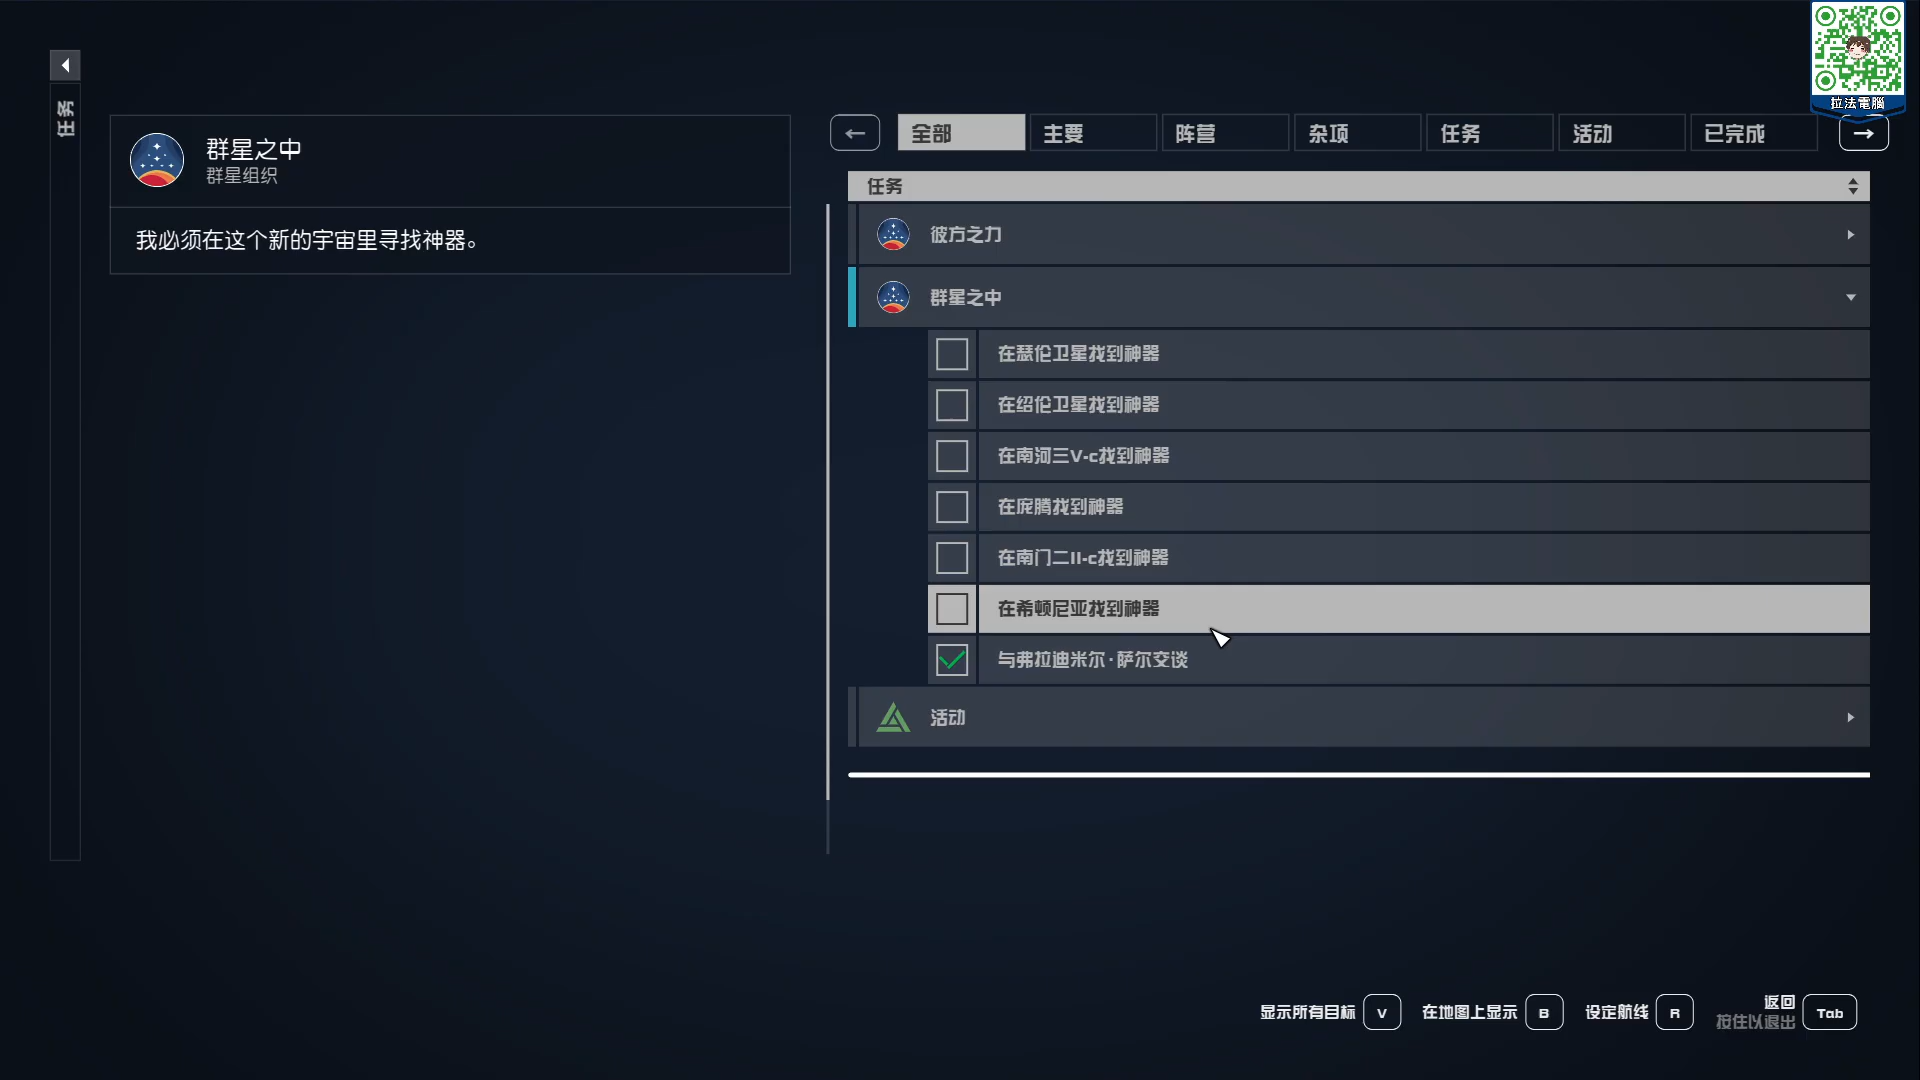 拉法電腦
任务
群星之中
群星组织
我必须在这个新的宇宙里寻找神器。
全部
主要
阵营
杂项
任务
活动
已完成
任务
彼方之力
群星之中
在瑟伦卫星找到神器
在绍伦卫星找到神器
在南河三V-c找到神器
在庞腾找到神器
在南门二II-c找到神器
在希顿尼亚找到神器
与弗拉迪米尔·萨尔交谈
活动
显示所有目标 V
在地图上显示 B
设定航线 R
返回
按住以退出
Tab